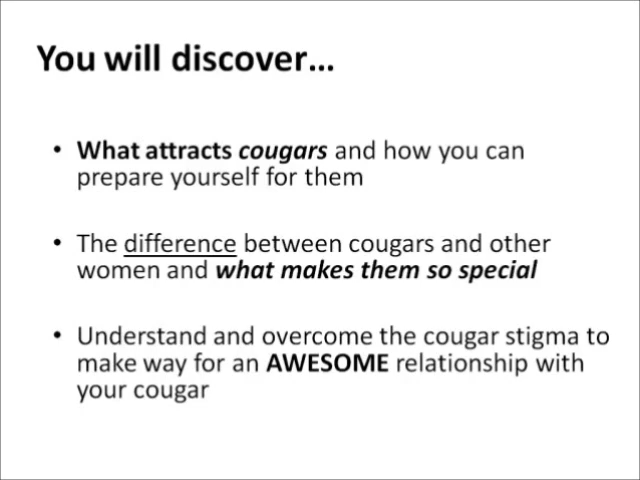 You will discover…
• What attracts cougars and how you can
prepare yourself for them
• The difference between cougars and other
women and what makes them so special
• Understand and overcome the cougar stigma to
make way for an AWESOME relationship with
your cougar